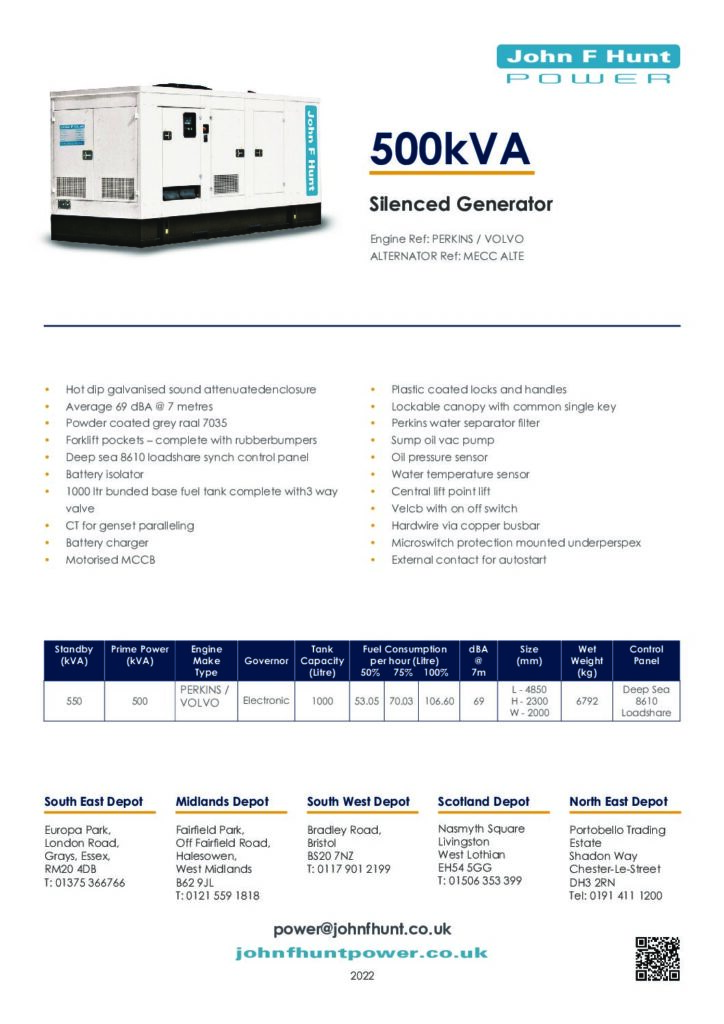 John F Hunt
POWER
John F Hunt
500kVA
Silenced Generator
Engine Ref: PERKINS / VOLVO
ALTERNATOR Ref: MECC ALTE
• Hot dip galvanised sound attenuatedenclosure
• Average 69 dBA @ 7 metres
• Powder coated grey raal 7035
• Forklift pockets – complete with rubberbumpers
• Deep sea 8610 loadshare synch control panel
• Battery isolator
• 1000 ltr bunded base fuel tank complete with3 way
valve
• CT for genset paralleling
• Battery charger
• Motorised MCCB
• Plastic coated locks and handles
• Lockable canopy with common single key
• Perkins water separator filter
• Sump oil vac pump
• Oil pressure sensor
• Water temperature sensor
• Central lift point lift
• Velcb with on off switch
• Hardwire via copper busbar
• Microswitch protection mounted underperspex
• External contact for autostart
Standby Prime Power Engine Tank Fuel Consumption dBA Size Wet Control
(kVA) (kVA) Make Governor Capacity per hour (Litre) @ (mm) Weight Panel
Type (Litre) 50% 75% 100% 7m (kg)
PERKINS / L - 4850 Deep Sea
550 500 VOLVO Electronic 1000 53.05 70.03 106.60 69 H - 2300 6792 8610
W - 2000 Loadshare
South East Depot
Europa Park,
London Road,
Grays, Essex,
RM20 4DB
T: 01375 366766
Midlands Depot
Fairfield Park,
Off Fairfield Road,
Halesowen,
West Midlands
B62 9JL
T: 0121 559 1818
South West Depot
Bradley Road,
Bristol
BS20 7NZ
T: 0117 901 2199
Scotland Depot
Nasmyth Square
Livingston
West Lothian
EH54 5GG
T: 01506 353 399
North East Depot
Portobello Trading
Estate
Shadon Way
Chester-Le-Street
DH3 2RN
Tel: 0191 411 1200
power@johnfhunt.co.uk
johnfhuntpower.co.uk
2022